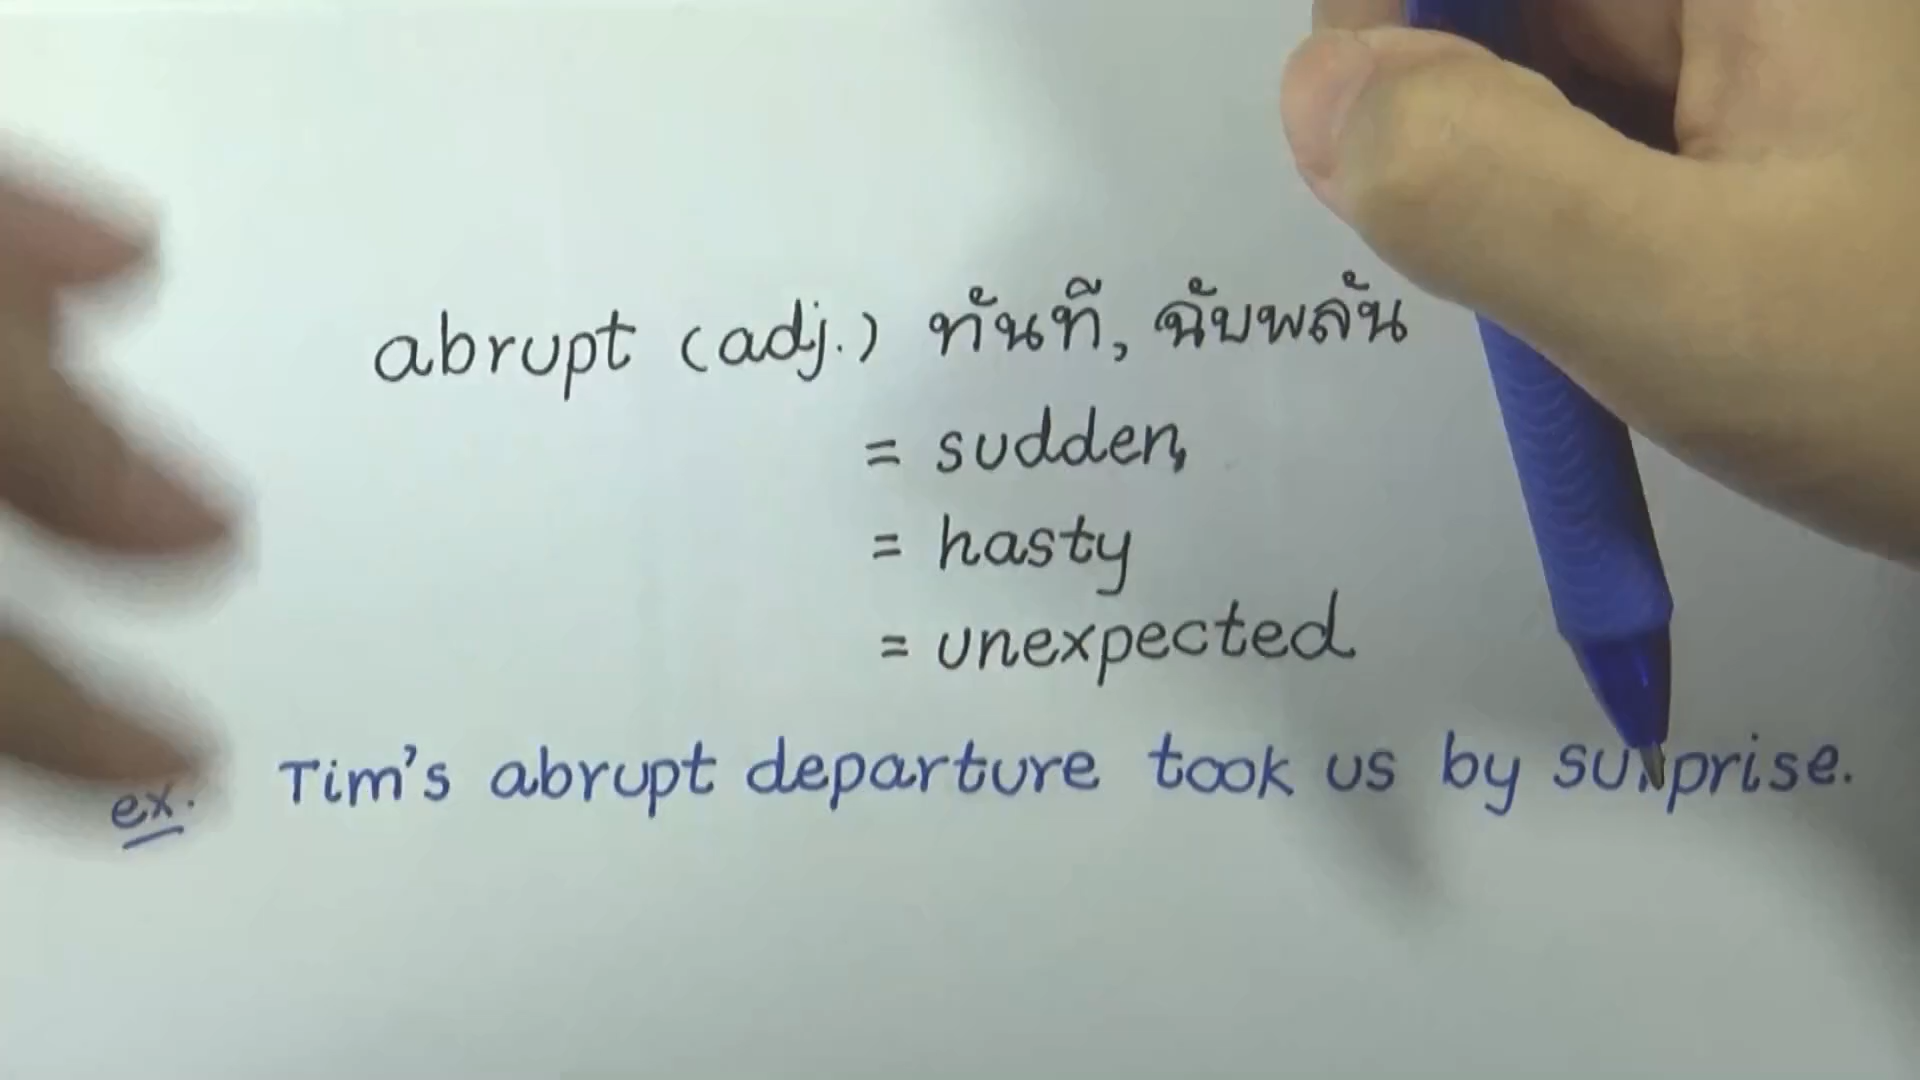 abrupt (adj.) ทันที, ฉับพลัน
= sudden,
= hasty
= unexpected
ex. Tim's abrupt departure took us by surprise.